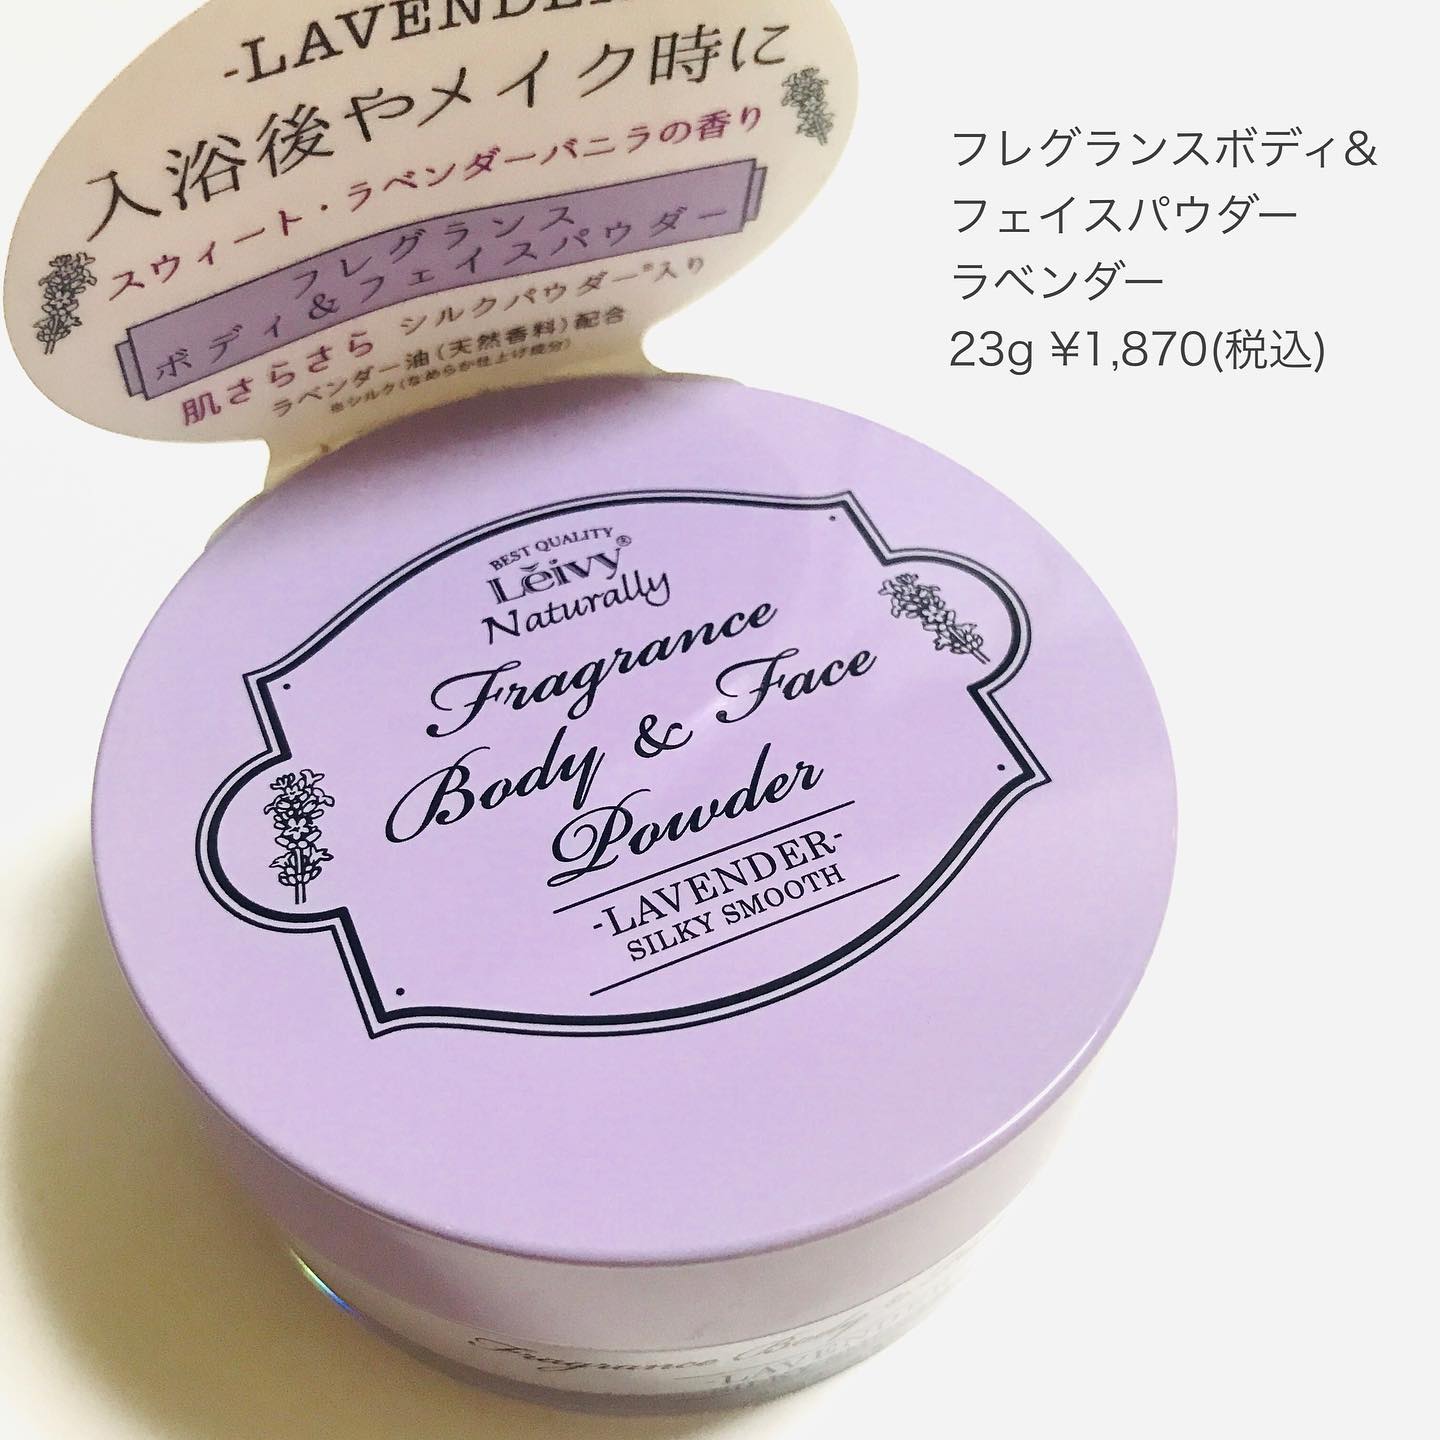 -LAVENDER
入浴後やメイク時に
スウィート・ラベンダーバニラの香り
フレグランス
ボディ&フェイスパウダー
肌さらさら シルクパウダー※入り
ラベンダー油(天然香料)配合
※シルク(なめらか仕上げ成分)
フレグランスボディ&
フェイスパウダー
ラベンダー
23g ¥1,870(税込)
BEST QUALITY
Lĕivy®
Naturally
Fragrance
Body & Face
Powder
-LAVENDER-
SILKY SMOOTH
Fragrance Body &
-LAVENDER